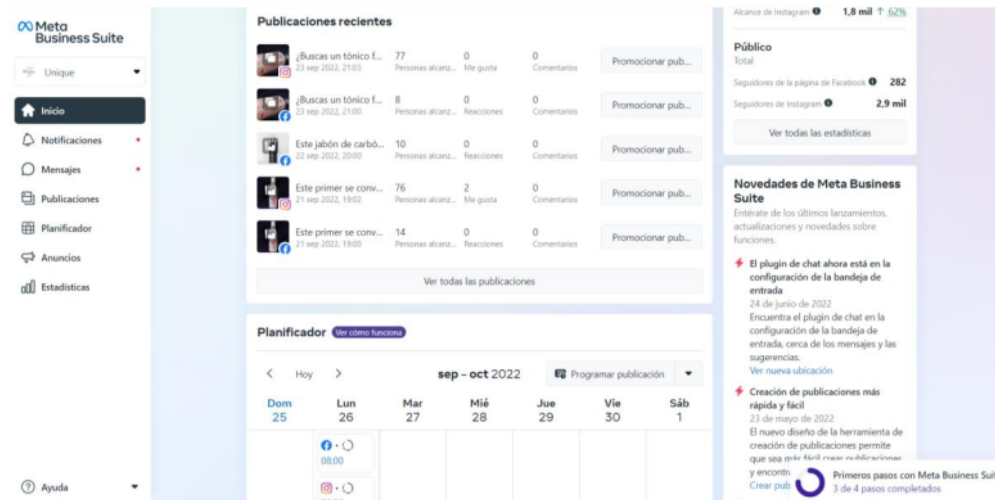 Meta
Business Suite
Unique
Inicio
Notificaciones
Mensajes
Publicaciones
Planificador
Anuncios
Estadísticas
Ayuda
Publicaciones recientes
¿Buscas un tónico f... 77 0 0 Promocionar pub...
23 sep 2022, 21:03 Personas alcanz... Me gusta Comentarios
¿Buscas un tónico f... 8 0 0 Promocionar pub...
23 sep 2022, 21:00 Personas alcanz... Reacciones Comentarios
Este jabón de carbó... 10 0 0 Promocionar pub...
22 sep 2022, 20:00 Personas alcanz... Reacciones Comentarios
Este primer se conv... 76 2 0 Promocionar pub...
21 sep 2022, 19:02 Personas alcanz... Me gusta Comentarios
Este primer se conv... 14 0 0 Promocionar pub...
21 sep 2022, 19:00 Personas alcanz... Reacciones Comentarios
Ver todas las publicaciones
Planificador Ver cómo funciona
Hoy sep – oct 2022 Programar publicación
Dom Lun Mar Mié Jue Vie Sáb
25 26 27 28 29 30 1
08:00
Alcance de Instagram 1,8 mil ↑ 62%
Público
Total
Seguidores de la página de Facebook 282
Seguidores de Instagram 2,9 mil
Ver todas las estadísticas
Novedades de Meta Business
Suite
Entérate de los últimos lanzamientos,
actualizaciones y novedades sobre
funciones.
El plugin de chat ahora está en la
configuración de la bandeja de
entrada
24 de junio de 2022
Encuentra el plugin de chat en la
configuración de la bandeja de
entrada, cerca de los mensajes y las
sugerencias.
Ver nueva ubicación
Creación de publicaciones más
rápida y fácil
23 de mayo de 2022
El nuevo diseño de la herramienta de
creación de publicaciones permite
que sea más fácil crear publicaciones
y encontr
Crear pub
Primeros pasos con Meta Business Suit
3 de 4 pasos completados